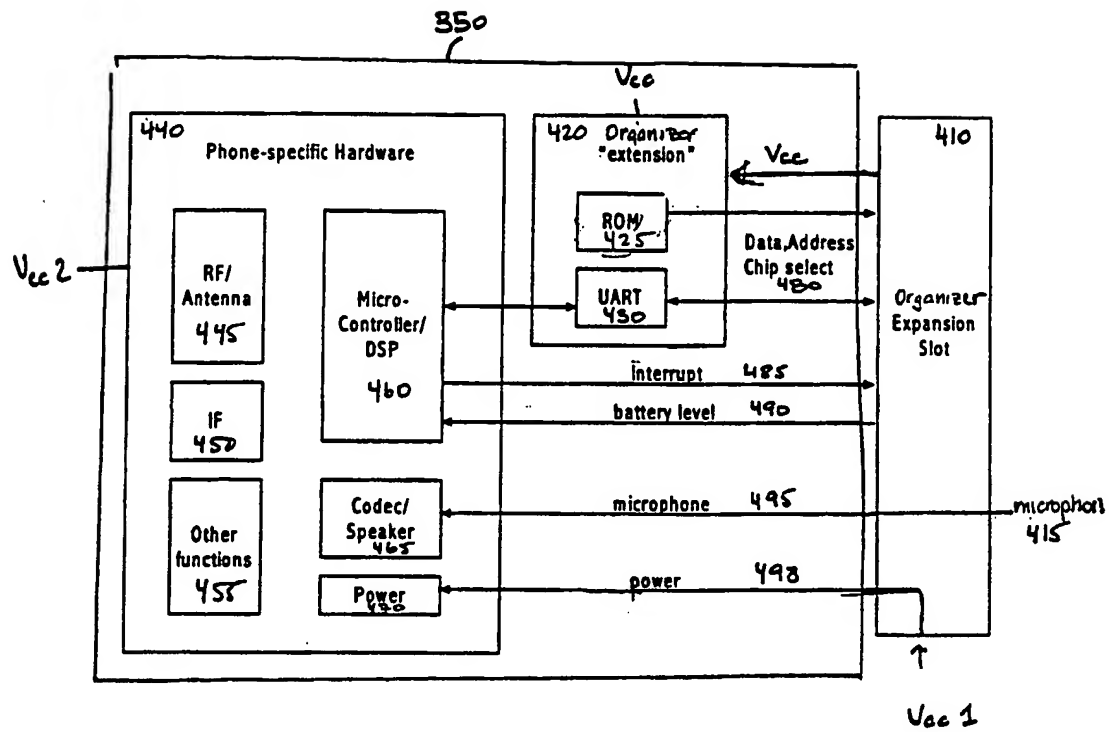 350
Vcc
440
Phone-specific Hardware
420 Organizer
"extension"
410
Vcc
ROM/
425
Data,Address
Chip select
480
UART
430
Vcc 2
RF/
Antenna
445
Micro-
Controller/
DSP
460
Organizer
Expansion
Slot
interrupt 485
battery level 490
IF
450
Codec/
Speaker
465
microphone 495
microphone
415
Other
functions
455
Power
470
power 498
Vcc 1